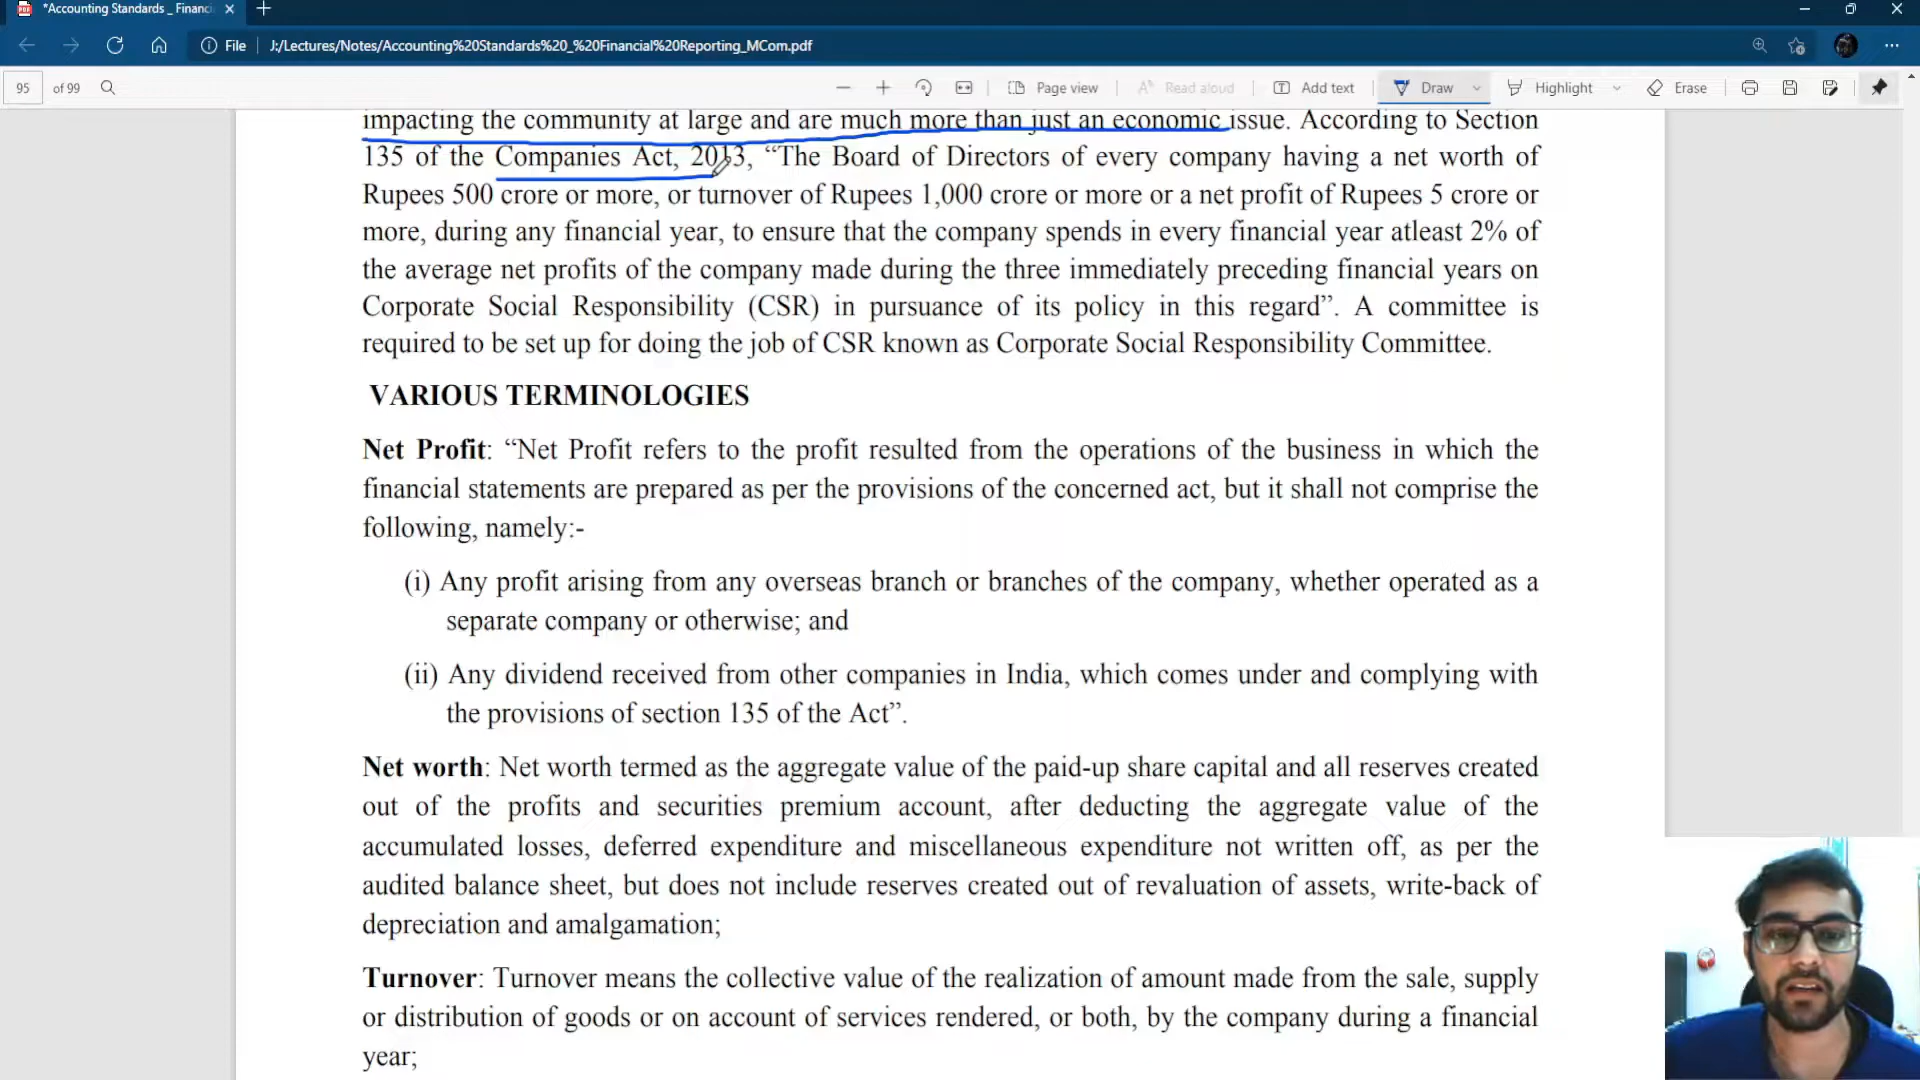 *Accounting Standards _ Financi
File J:/Lectures/Notes/Accounting%20Standards%20_%20Financial%20Reporting_MCom.pdf
95 of 99 Page view Read aloud Add text Draw Highlight Erase
impacting the community at large and are much more than just an economic issue. According to Section
135 of the Companies Act, 2013, “The Board of Directors of every company having a net worth of
Rupees 500 crore or more, or turnover of Rupees 1,000 crore or more or a net profit of Rupees 5 crore or
more, during any financial year, to ensure that the company spends in every financial year atleast 2% of
the average net profits of the company made during the three immediately preceding financial years on
Corporate Social Responsibility (CSR) in pursuance of its policy in this regard”. A committee is
required to be set up for doing the job of CSR known as Corporate Social Responsibility Committee.
VARIOUS TERMINOLOGIES
Net Profit: “Net Profit refers to the profit resulted from the operations of the business in which the
financial statements are prepared as per the provisions of the concerned act, but it shall not comprise the
following, namely:-
(i) Any profit arising from any overseas branch or branches of the company, whether operated as a
separate company or otherwise; and
(ii) Any dividend received from other companies in India, which comes under and complying with
the provisions of section 135 of the Act”.
Net worth: Net worth termed as the aggregate value of the paid-up share capital and all reserves created
out of the profits and securities premium account, after deducting the aggregate value of the
accumulated losses, deferred expenditure and miscellaneous expenditure not written off, as per the
audited balance sheet, but does not include reserves created out of revaluation of assets, write-back of
depreciation and amalgamation;
Turnover: Turnover means the collective value of the realization of amount made from the sale, supply
or distribution of goods or on account of services rendered, or both, by the company during a financial
year;